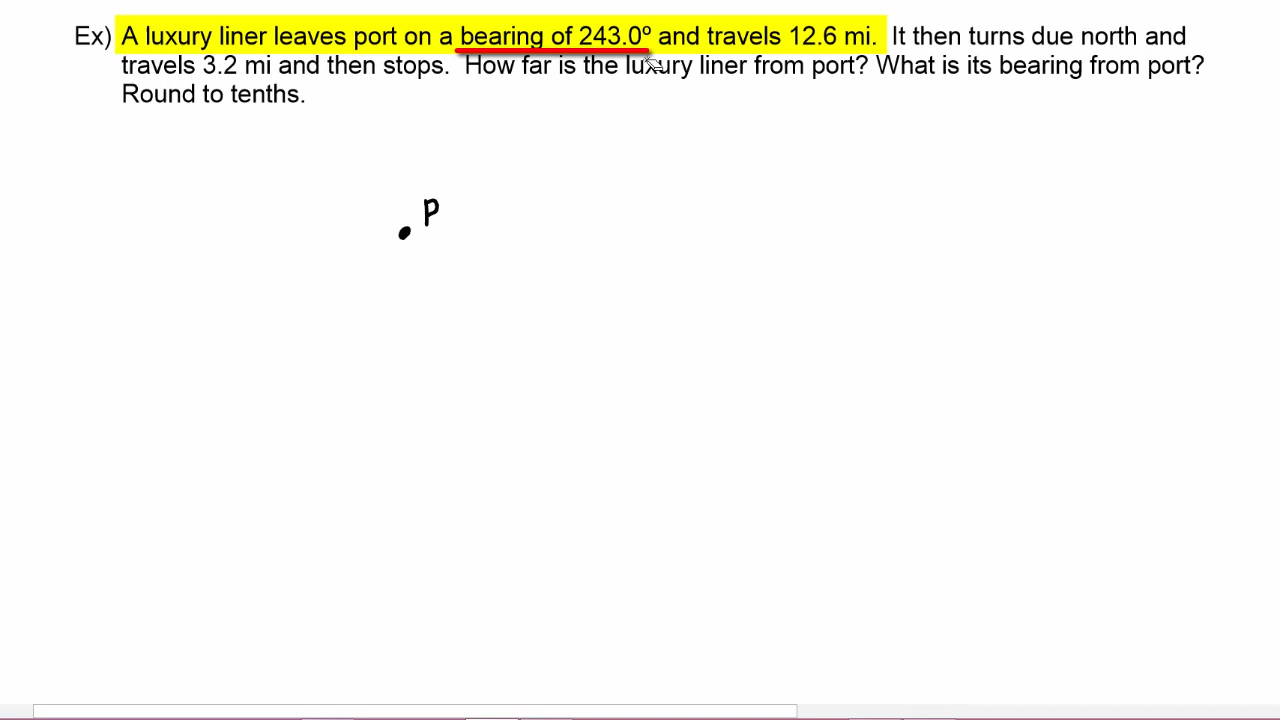 Ex) A luxury liner leaves port on a bearing of 243.0º and travels 12.6 mi. It then turns due north and
travels 3.2 mi and then stops. How far is the luxury liner from port? What is its bearing from port?
Round to tenths.
P